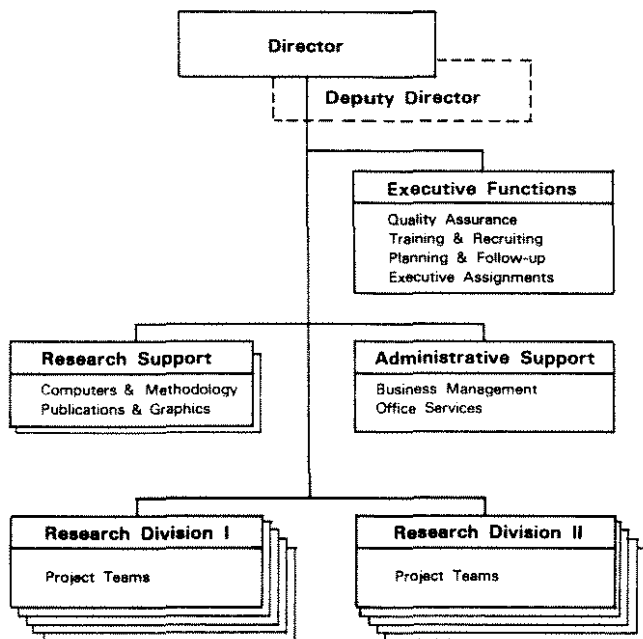 Director
Deputy Director
Executive Functions
Quality Assurance
Training & Recruiting
Planning & Follow-up
Executive Assignments
Research Support
Computers & Methodology
Publications & Graphics
Administrative Support
Business Management
Office Services
Research Division I
Project Teams
Research Division II
Project Teams